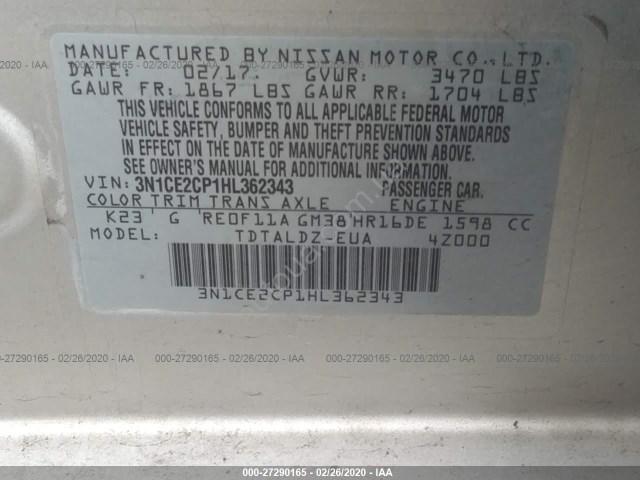 MANUFACTURED BY NISSAN MOTOR CO., LTD.
DATE: 02/17. GVWR: 3470 LBS
GAWR FR: 1867 LBS GAWR RR: 1704 LBS
THIS VEHICLE CONFORMS TO ALL APPLICABLE FEDERAL MOTOR
VEHICLE SAFETY, BUMPER AND THEFT PREVENTION STANDARDS
IN EFFECT ON THE DATE OF MANUFACTURE SHOWN ABOVE.
SEE OWNER'S MANUAL FOR ADDITIONAL INFORMATION.
VIN: 3N1CE2CP1HL362343 PASSENGER CAR.
COLOR TRIM TRANS AXLE ENGINE
K23 G RE0F11A GM38 HR16DE 1598 CC
MODEL: TDTALDZ-EUA 4Z000
3N1CE2CP1HL362343
000-27290165 - 02/26/2020 - IAA